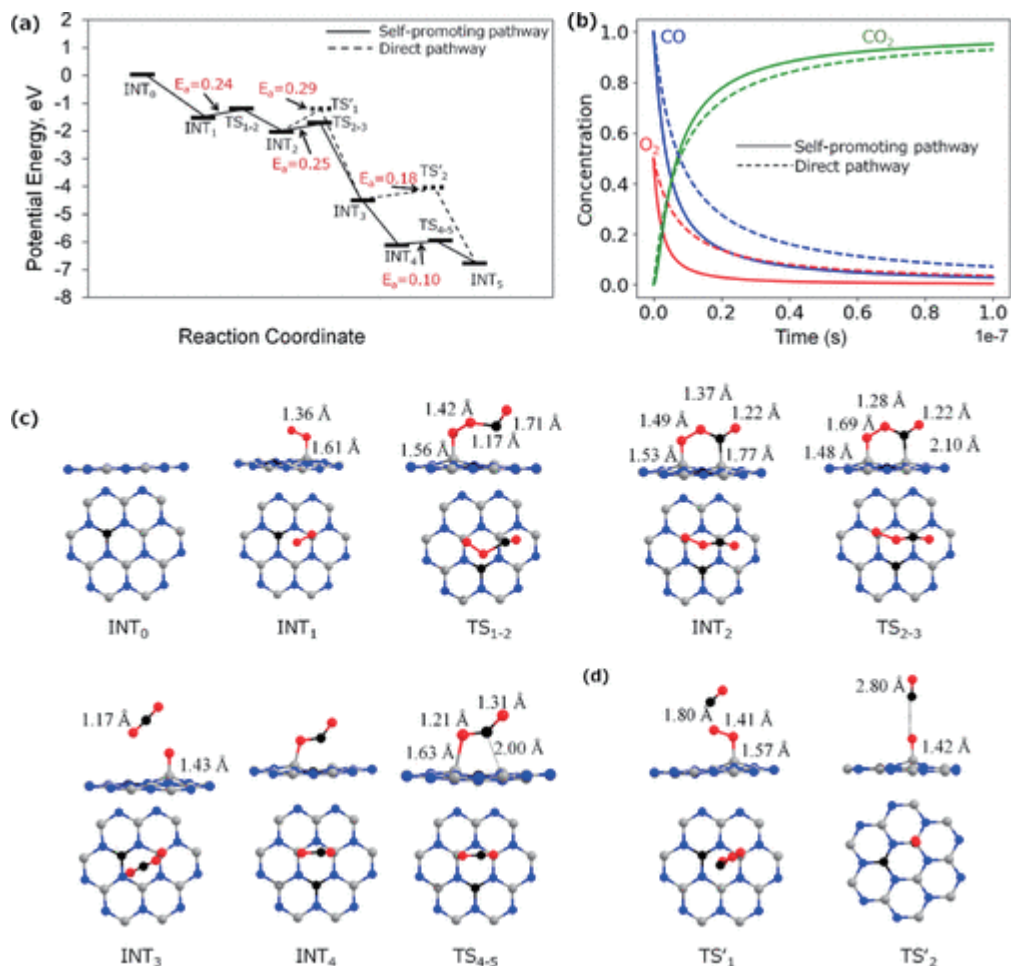 (a)
Potential Energy, eV
2
1
0
-1
-2
-3
-4
-5
-6
-7
-8
Self-promoting pathway
Direct pathway
INT₀
Eₐ=0.24
INT₁
TS₁₋₂
Eₐ=0.29
TS'₁
INT₂
TS₂₋₃
Eₐ=0.25
Eₐ=0.18
TS'₂
INT₃
TS₄₋₅
INT₄
Eₐ=0.10
INT₅
Reaction Coordinate
(b)
Concentration
1.0
0.8
0.6
0.4
0.2
0.0
CO
CO₂
O₂
Self-promoting pathway
Direct pathway
0.0 0.2 0.4 0.6 0.8 1.0
Time (s)
1e-7
(c)
1.36 Å
1.61 Å
1.42 Å
1.71 Å
1.56 Å
1.17 Å
1.37 Å
1.49 Å
1.22 Å
1.53 Å
1.77 Å
1.28 Å
1.69 Å
1.22 Å
1.48 Å
2.10 Å
INT₀
INT₁
TS₁₋₂
INT₂
TS₂₋₃
1.17 Å
1.43 Å
1.31 Å
1.21 Å
1.63 Å
2.00 Å
INT₃
INT₄
TS₄₋₅
(d)
1.80 Å
1.41 Å
1.57 Å
2.80 Å
1.42 Å
TS'₁
TS'₂